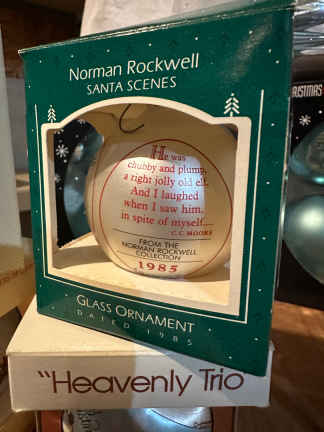 Norman Rockwell
SANTA SCENES
He was
chubby and plump,
a right jolly old elf.
And I laughed
when I saw him,
in spite of myself....
C.C. MOORE
FROM THE
NORMAN ROCKWELL
COLLECTION
1985
GLASS ORNAMENT
DATED 1985
"Heavenly Trio
RISTMAS